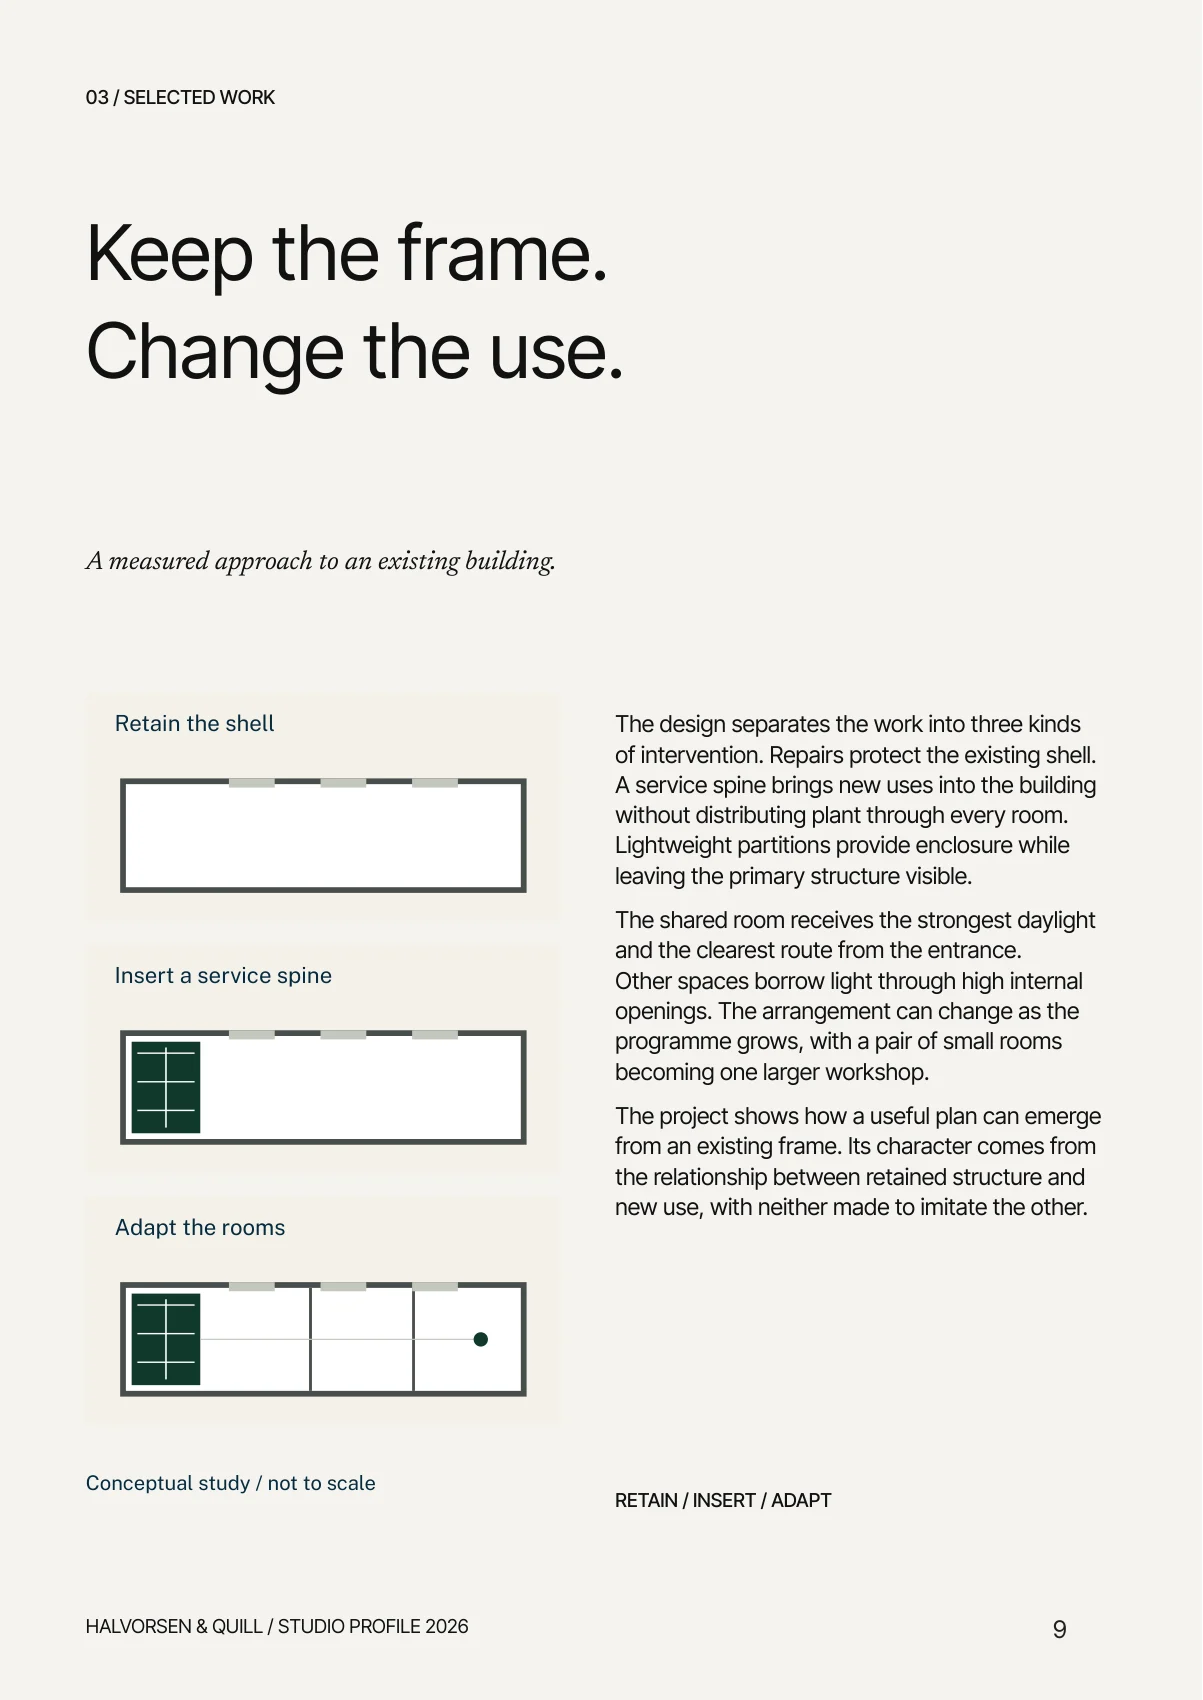 03 / SELECTED WORK
Keep the frame.
Change the use.
A measured approach to an existing building.
Retain the shell
Insert a service spine
Adapt the rooms
Conceptual study / not to scale
The design separates the work into three kinds
of intervention. Repairs protect the existing shell.
A service spine brings new uses into the building
without distributing plant through every room.
Lightweight partitions provide enclosure while
leaving the primary structure visible.
The shared room receives the strongest daylight
and the clearest route from the entrance.
Other spaces borrow light through high internal
openings. The arrangement can change as the
programme grows, with a pair of small rooms
becoming one larger workshop.
The project shows how a useful plan can emerge
from an existing frame. Its character comes from
the relationship between retained structure and
new use, with neither made to imitate the other.
RETAIN / INSERT / ADAPT
HALVORSEN & QUILL / STUDIO PROFILE 2026
9